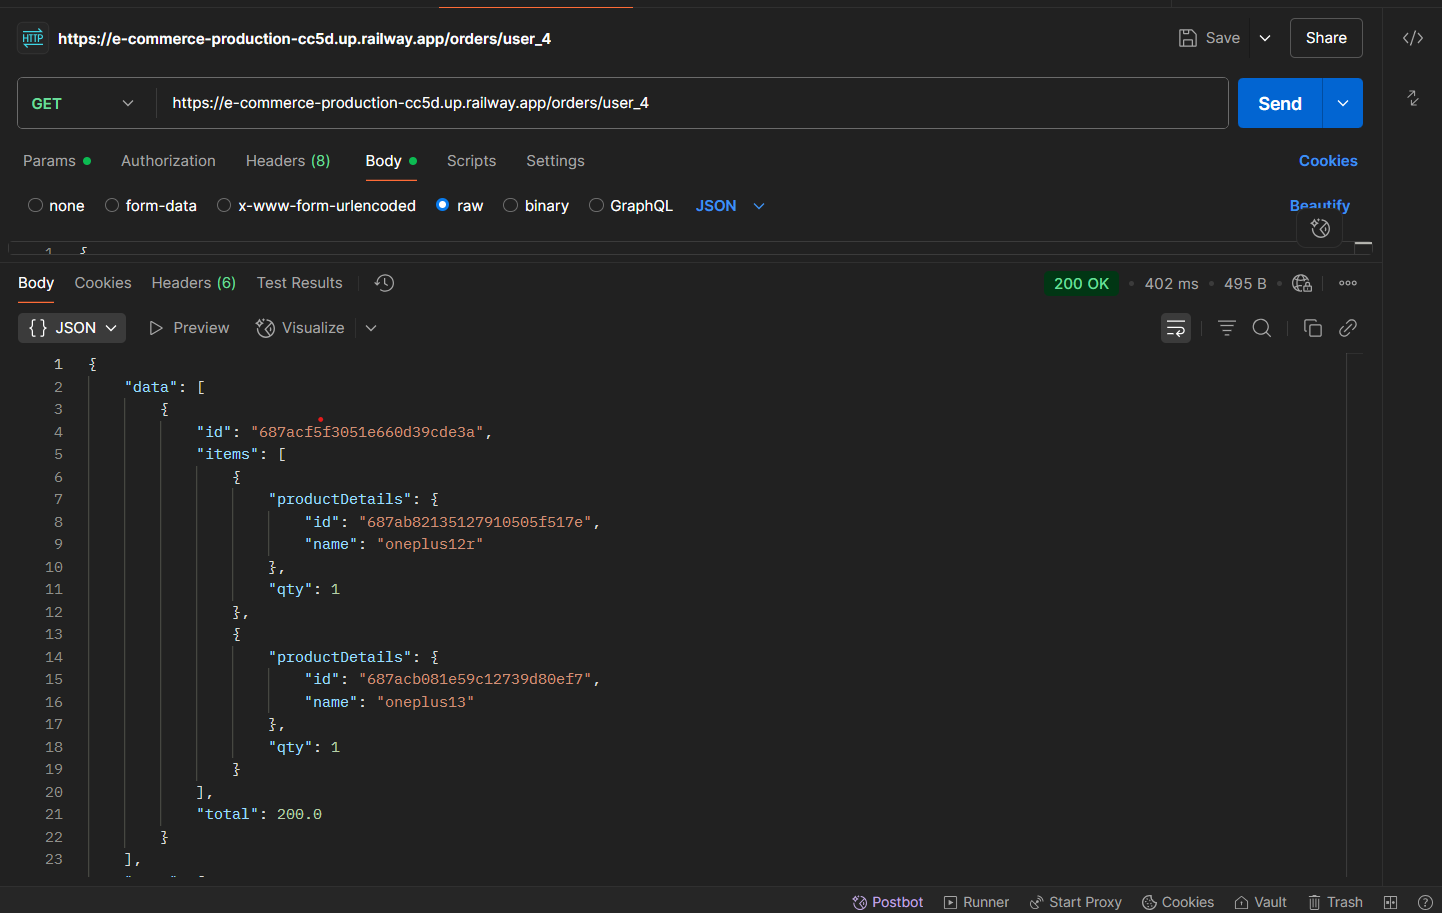 HTTP https://e-commerce-production-cc5d.up.railway.app/orders/user_4 Save Share
GET https://e-commerce-production-cc5d.up.railway.app/orders/user_4 Send
Params Authorization Headers (8) Body Scripts Settings Cookies
none form-data x-www-form-urlencoded raw binary GraphQL JSON Beautify
1 {
Body Cookies Headers (6) Test Results 200 OK 402 ms 495 B
{} JSON Preview Visualize
1 {
2 "data": [
3 {
4 "id": "687acf5f3051e660d39cde3a",
5 "items": [
6 {
7 "productDetails": {
8 "id": "687ab82135127910505f517e",
9 "name": "oneplus12r"
10 },
11 "qty": 1
12 },
13 {
14 "productDetails": {
15 "id": "687acb081e59c12739d80ef7",
16 "name": "oneplus13"
17 },
18 "qty": 1
19 }
20 ],
21 "total": 200.0
22 }
23 ],
Postbot Runner Start Proxy Cookies Vault Trash